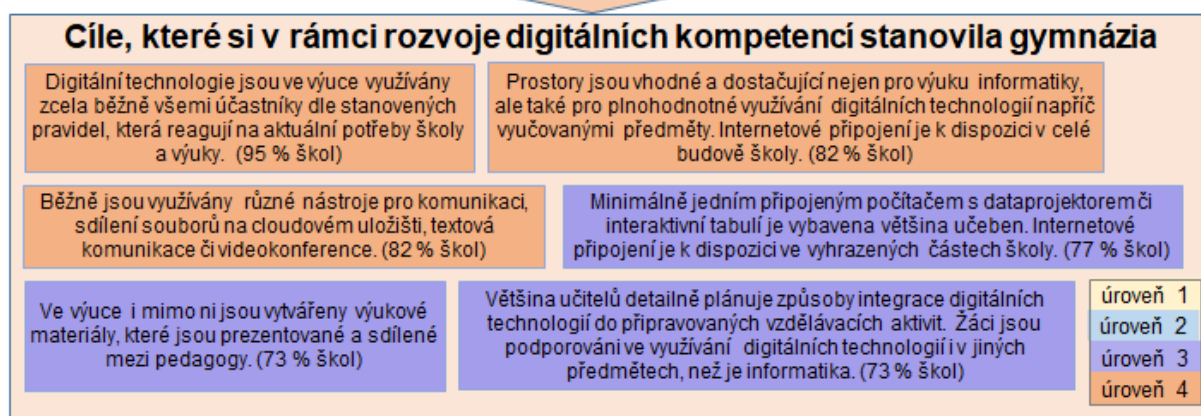 Cíle, které si v rámci rozvoje digitálních kompetencí stanovila gymnázia
Digitální technologie jsou ve výuce využívány
zcela běžně všemi účastníky dle stanovených
pravidel, která reagují na aktuální potřeby školy
a výuky. (95 % škol)
Prostory jsou vhodné a dostačující nejen pro výuku informatiky,
ale také pro plnohodnotné využívání digitálních technologií napříč
vyučovanými předměty. Internetové připojení je k dispozici v celé
budově školy. (82 % škol)
Běžně jsou využívány různé nástroje pro komunikaci,
sdílení souborů na cloudovém uložišti, textová
komunikace či videokonference. (82 % škol)
Minimálně jedním připojeným počítačem s dataprojektorem či
interaktivní tabulí je vybavena většina učeben. Internetové
připojení je k dispozici ve vyhrazených částech školy. (77 % škol)
Ve výuce i mimo ni jsou vytvářeny výukové
materiály, které jsou prezentované a sdílené
mezi pedagogy. (73 % škol)
Většina učitelů detailně plánuje způsoby integrace digitálních
technologií do připravovaných vzdělávacích aktivit. Žáci jsou
podporováni ve využívání digitálních technologií i v jiných
předmětech, než je informatika. (73 % škol)
úroveň 1
úroveň 2
úroveň 3
úroveň 4